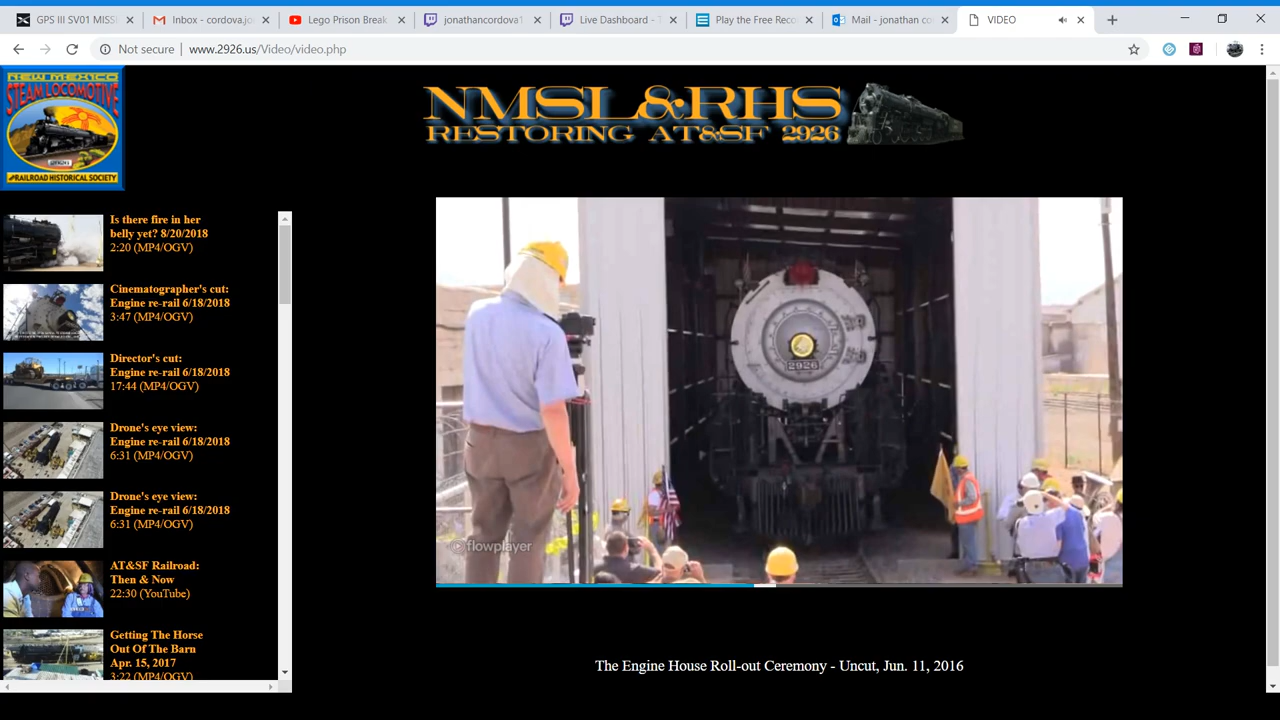 GPS III SV01 MISS
Inbox - cordova.jo
Lego Prison Break
jonathancordova1
Live Dashboard - T
Play the Free Reco
Mail - jonathan co
VIDEO
Not secure | www.2926.us/Video/video.php
NEW MEXICO
STEAM LOCOMOTIVE
RAILROAD HISTORICAL SOCIETY
NMSL&RHS
RESTORING AT&SF 2926
Is there fire in her
belly yet? 8/20/2018
2:20 (MP4/OGV)
Cinematographer's cut:
Engine re-rail 6/18/2018
3:47 (MP4/OGV)
Director's cut:
Engine re-rail 6/18/2018
17:44 (MP4/OGV)
Drone's eye view:
Engine re-rail 6/18/2018
6:31 (MP4/OGV)
Drone's eye view:
Engine re-rail 6/18/2018
6:31 (MP4/OGV)
AT&SF Railroad:
Then & Now
22:30 (YouTube)
Getting The Horse
Out Of The Barn
Apr. 15, 2017
3:22 (MP4/OGV)
2926
flowplayer
The Engine House Roll-out Ceremony - Uncut, Jun. 11, 2016